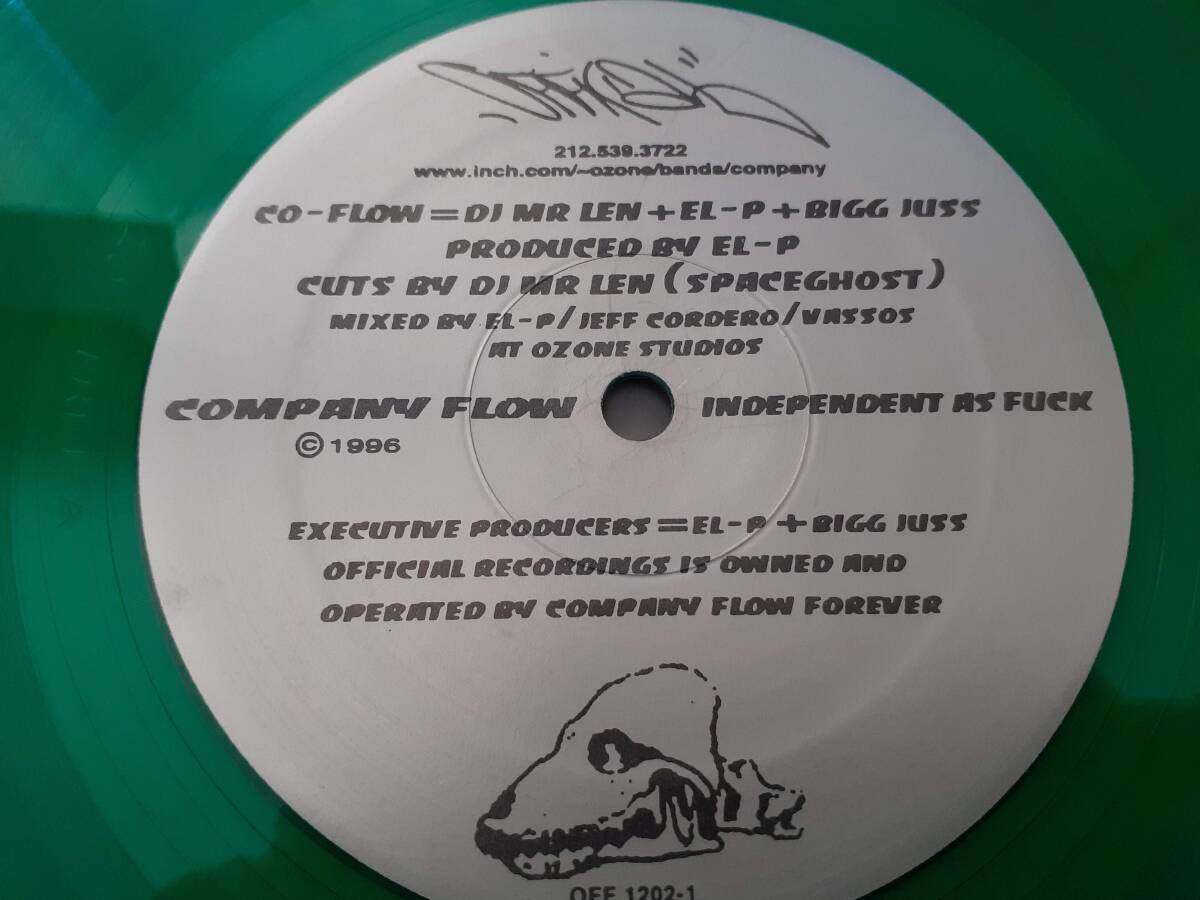 212.539.3722
www.inch.com/~ozone/bands/company
CO-FLOW=DJ MR LEN+EL-P+BIGG JUSS
PRODUCED BY EL-P
CUTS BY DJ MR LEN (SPACEGHOST)
MIXED BY EL-P/JEFF CORDERO/VASSOS
AT OZONE STUDIOS
COMPANY FLOW INDEPENDENT AS FUCK
© 1996
EXECUTIVE PRODUCERS=EL-P+BIGG JUSS
OFFICIAL RECORDINGS IS OWNED AND
OPERATED BY COMPANY FLOW FOREVER
OFF 1202-1